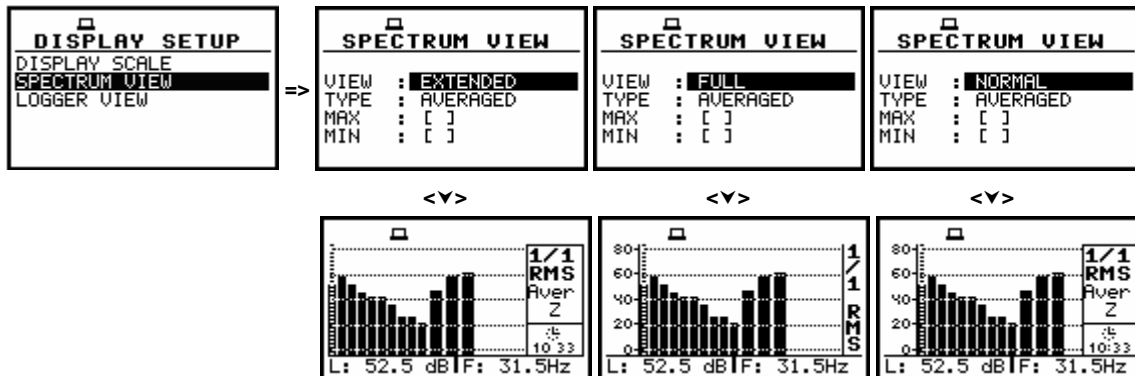 DISPLAY SETUP
DISPLAY SCALE
SPECTRUM VIEW
LOGGER VIEW
=>
SPECTRUM VIEW
VIEW : EXTENDED
TYPE : AVERAGED
MAX : [ ]
MIN : [ ]
SPECTRUM VIEW
VIEW : FULL
TYPE : AVERAGED
MAX : [ ]
MIN : [ ]
SPECTRUM VIEW
VIEW : NORMAL
TYPE : AVERAGED
MAX : [ ]
MIN : [ ]
<⮟>
<⮟>
<⮟>
1/1
RMS
Aver
Z
10:33
L: 52.5 dB F: 31.5Hz
80
60
40
20
0
1/1 RMS
L: 52.5 dB F: 31.5Hz
80
60
40
20
0
1/1
RMS
Aver
Z
10:33
L: 52.5 dB F: 31.5Hz